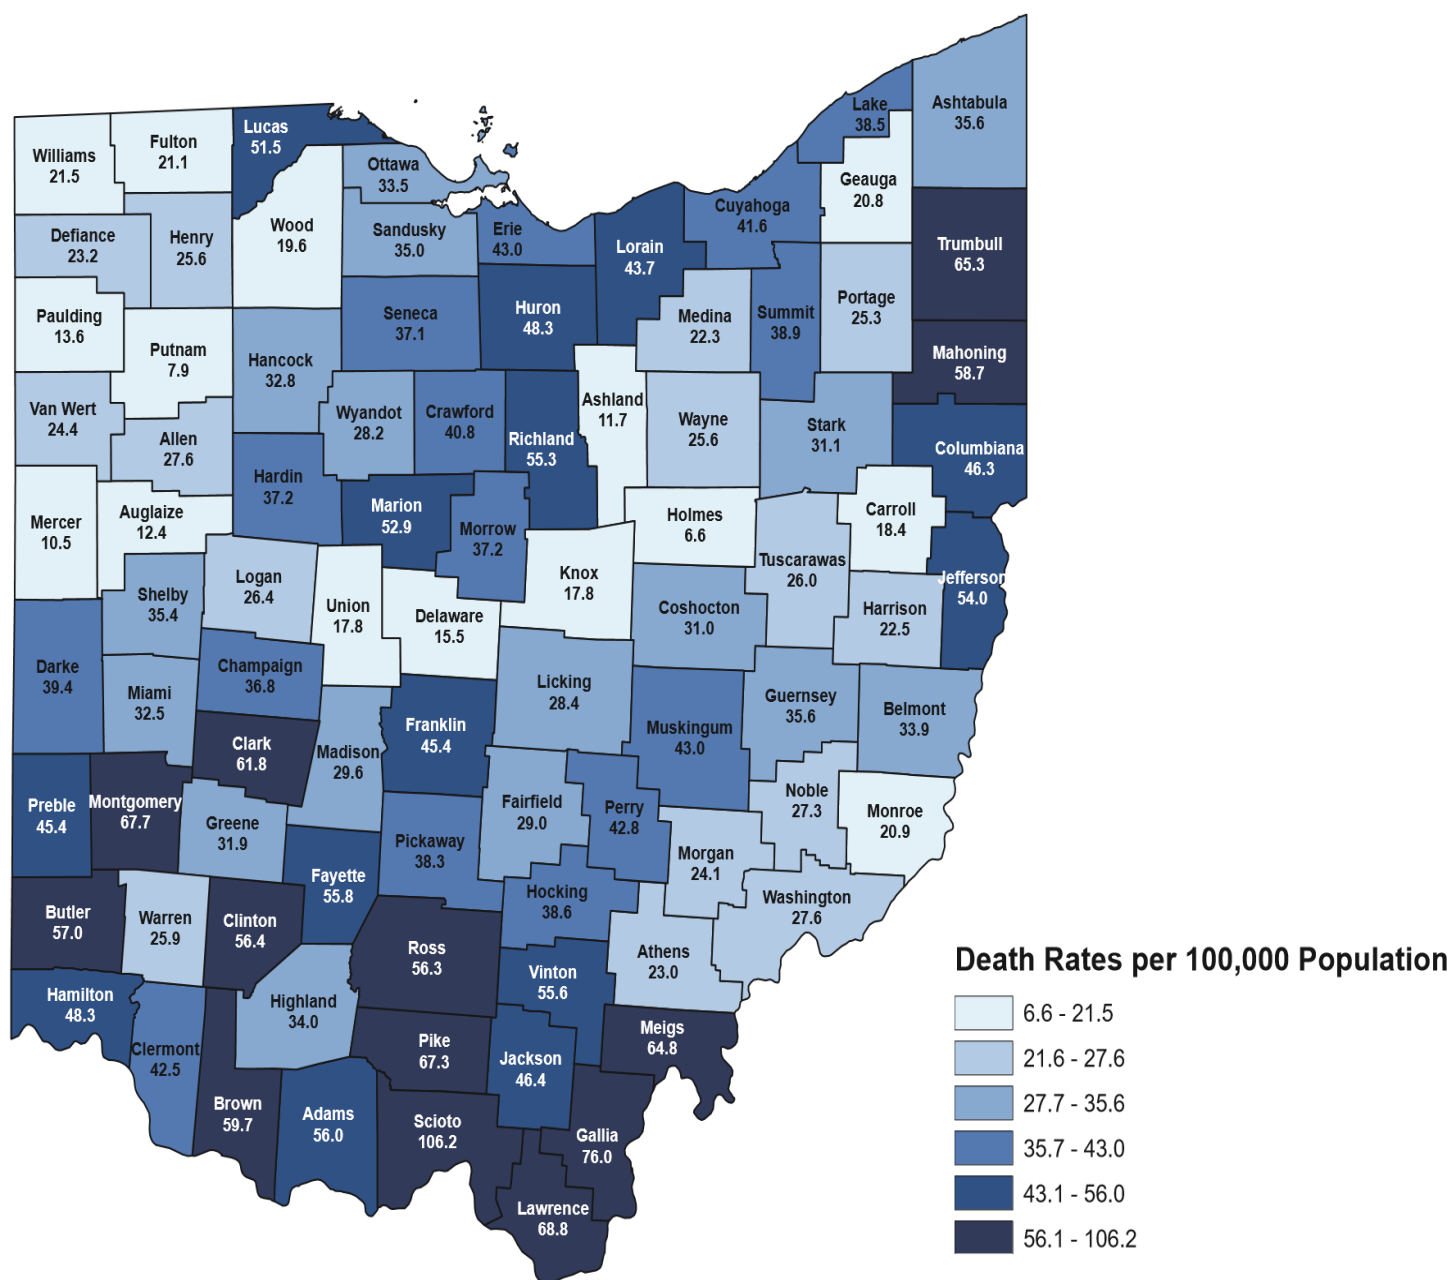 Lake
38.5
Ashtabula
35.6
Lucas
51.5
Fulton
21.1
Williams
21.5
Ottawa
33.5
Geauga
20.8
Cuyahoga
41.6
Wood
19.6
Sandusky
35.0
Erie
43.0
Defiance
23.2
Henry
25.6
Lorain
43.7
Trumbull
65.3
Portage
25.3
Huron
48.3
Seneca
37.1
Medina
22.3
Summit
38.9
Paulding
13.6
Putnam
7.9
Hancock
32.8
Mahoning
58.7
Van Wert
24.4
Wyandot
28.2
Crawford
40.8
Ashland
11.7
Wayne
25.6
Stark
31.1
Allen
27.6
Richland
55.3
Columbiana
46.3
Hardin
37.2
Marion
52.9
Mercer
10.5
Auglaize
12.4
Morrow
37.2
Holmes
6.6
Carroll
18.4
Tuscarawas
26.0
Jefferson
54.0
Knox
17.8
Logan
26.4
Shelby
35.4
Union
17.8
Delaware
15.5
Coshocton
31.0
Harrison
22.5
Darke
39.4
Champaign
36.8
Miami
32.5
Licking
28.4
Guernsey
35.6
Belmont
33.9
Franklin
45.4
Muskingum
43.0
Clark
61.8
Madison
29.6
Preble
45.4
Montgomery
67.7
Greene
31.9
Fairfield
29.0
Perry
42.8
Noble
27.3
Monroe
20.9
Pickaway
38.3
Morgan
24.1
Fayette
55.8
Hocking
38.6
Washington
27.6
Butler
57.0
Warren
25.9
Clinton
56.4
Ross
56.3
Athens
23.0
Vinton
55.6
Hamilton
48.3
Highland
34.0
Meigs
64.8
Clermont
42.5
Pike
67.3
Jackson
46.4
Brown
59.7
Adams
56.0
Scioto
106.2
Gallia
76.0
Lawrence
68.8
Death Rates per 100,000 Population
6.6 - 21.5
21.6 - 27.6
27.7 - 35.6
35.7 - 43.0
43.1 - 56.0
56.1 - 106.2